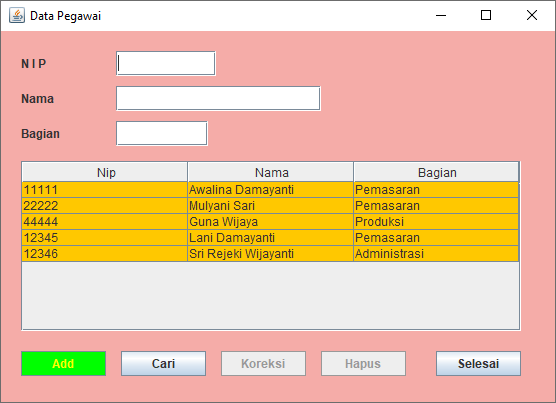 Data Pegawai
N I P
Nama
Bagian
Nip Nama Bagian
11111 Awalina Damayanti Pemasaran
22222 Mulyani Sari Pemasaran
44444 Guna Wijaya Produksi
12345 Lani Damayanti Pemasaran
12346 Sri Rejeki Wijayanti Administrasi
Add Cari Koreksi Hapus Selesai